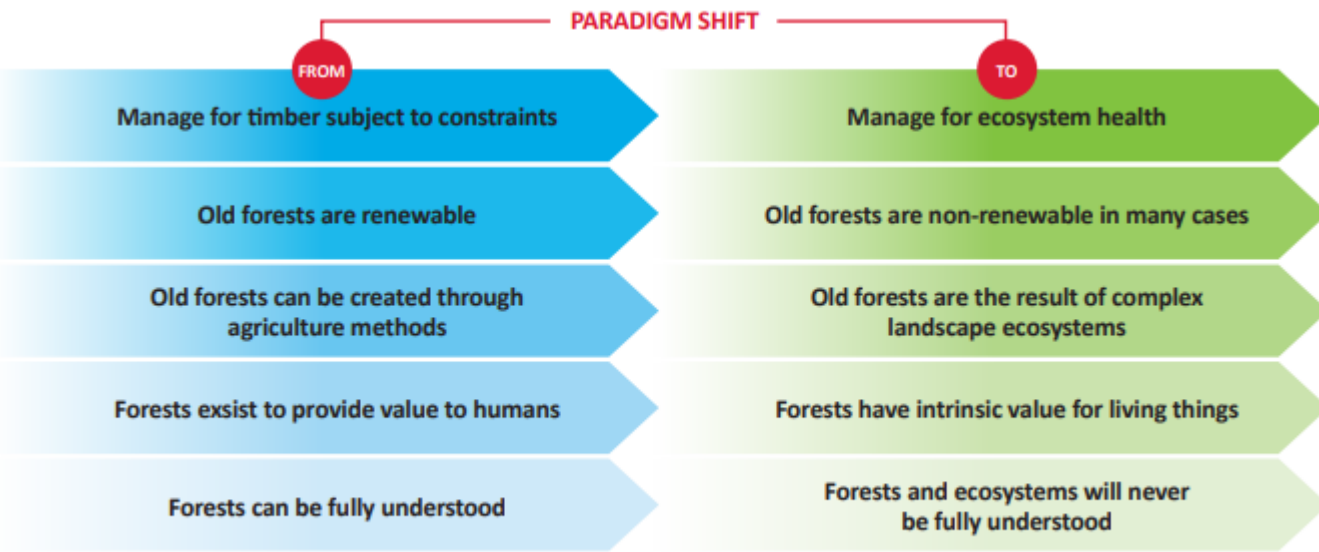 PARADIGM SHIFT
FROM
TO
Manage for timber subject to constraints
Manage for ecosystem health
Old forests are renewable
Old forests are non-renewable in many cases
Old forests can be created through
agriculture methods
Old forests are the result of complex
landscape ecosystems
Forests exsist to provide value to humans
Forests have intrinsic value for living things
Forests can be fully understood
Forests and ecosystems will never
be fully understood